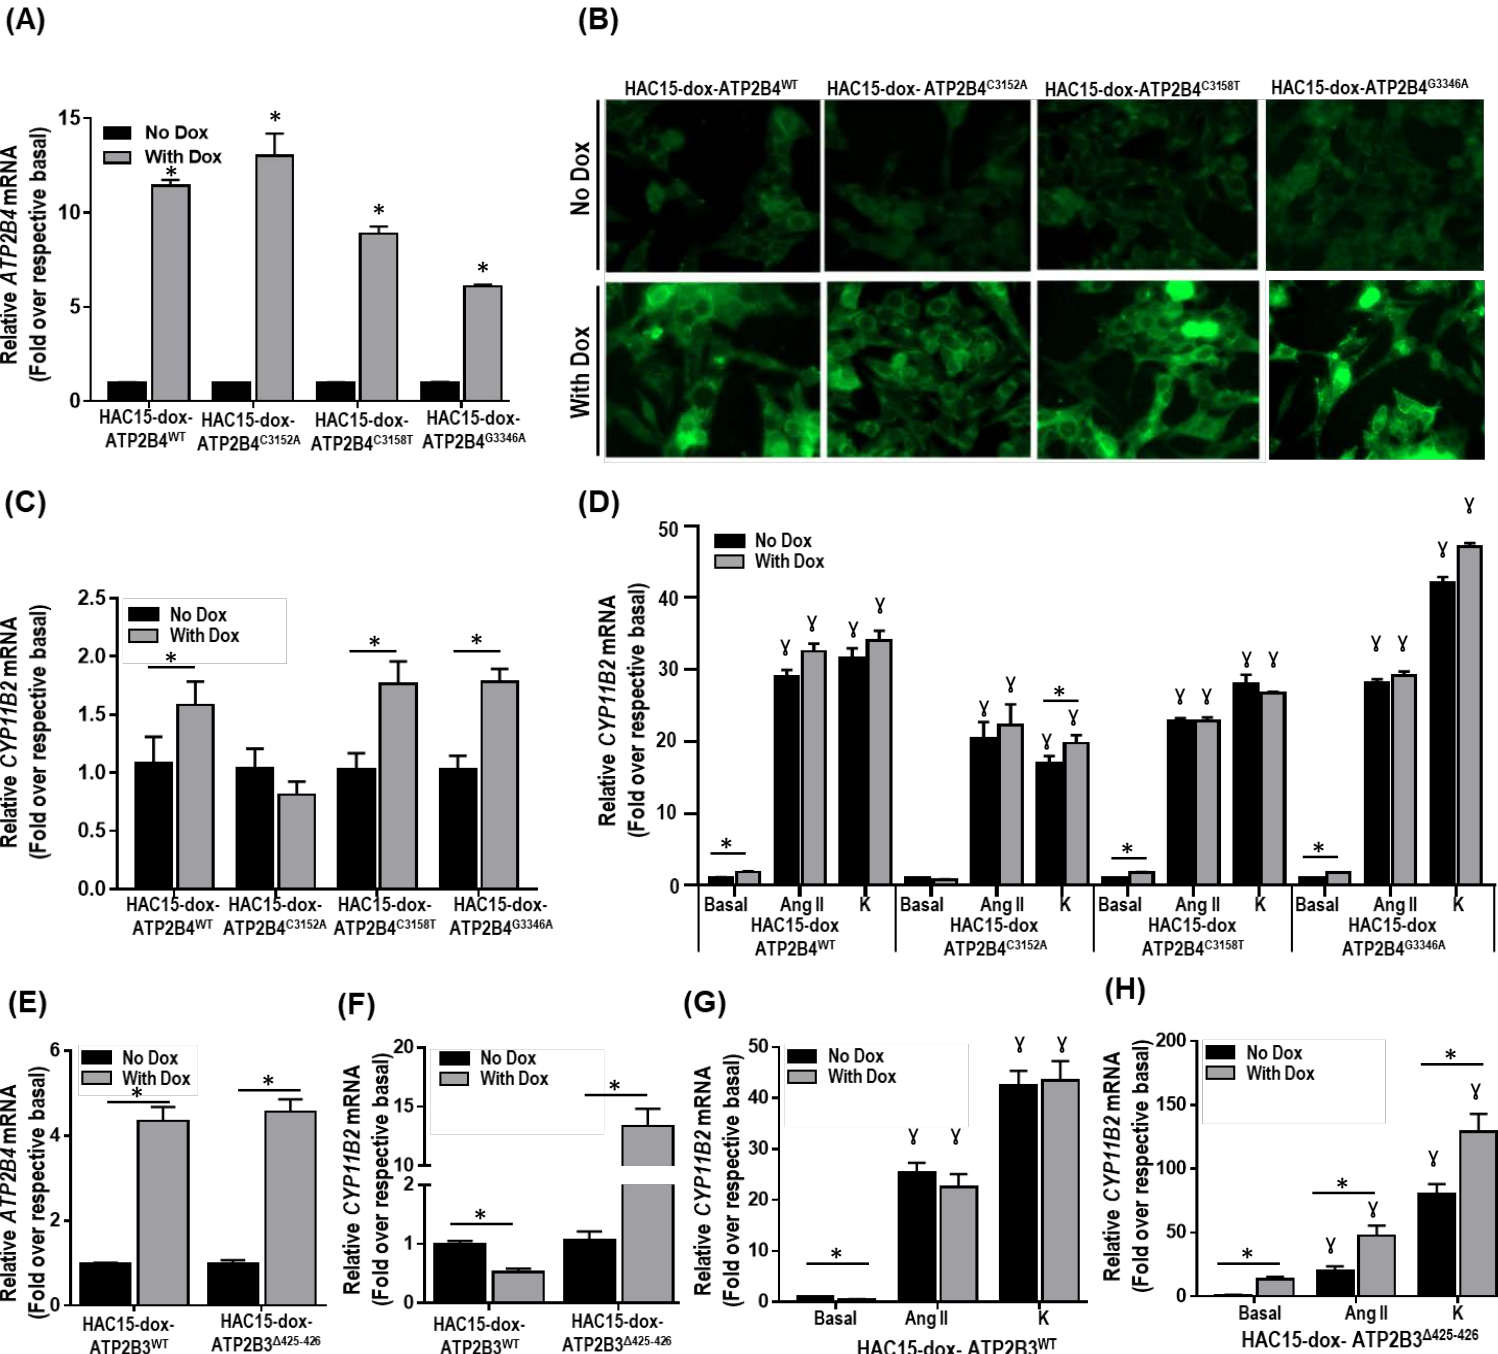 (A)
Relative ATP2B4 mRNA
(Fold over respective basal)
15
10
5
0
No Dox
With Dox
*
*
*
*
HAC15-dox-
ATP2B4WT
HAC15-dox-
ATP2B4C3152A
HAC15-dox-
ATP2B4C3158T
HAC15-dox-
ATP2B4G3346A
(B)
HAC15-dox-ATP2B4WT
HAC15-dox- ATP2B4C3152A
HAC15-dox-ATP2B4C3158T
HAC15-dox-ATP2B4G3346A
No Dox
With Dox
(C)
Relative CYP11B2 mRNA
(Fold over respective basal)
2.5
2.0
1.5
1.0
0.5
0.0
No Dox
With Dox
*
*
*
HAC15-dox-
ATP2B4WT
HAC15-dox-
ATP2B4C3152A
HAC15-dox-
ATP2B4C3158T
HAC15-dox-
ATP2B4G3346A
(D)
Relative CYP11B2 mRNA
(Fold over respective basal)
50
40
30
20
10
0
No Dox
With Dox
* γ γ γ γ
γ γ γ * γ
* γ γ γ γ
* γ γ γ γ
Basal Ang II K Basal Ang II K Basal Ang II K Basal Ang II K
HAC15-dox
ATP2B4WT
HAC15-dox
ATP2B4C3152A
HAC15-dox
ATP2B4C3158T
HAC15-dox
ATP2B4G3346A
(E)
Relative ATP2B4 mRNA
(Fold over respective basal)
6
4
2
0
No Dox
With Dox
*
*
HAC15-dox-
ATP2B3WT
HAC15-dox-
ATP2B3Δ425-426
(F)
Relative CYP11B2 mRNA
(Fold over respective basal)
20
15
10
2
1
0
No Dox
With Dox
*
*
HAC15-dox-
ATP2B3WT
HAC15-dox-
ATP2B3Δ425-426
(G)
Relative CYP11B2 mRNA
(Fold over respective basal)
50
40
30
20
10
0
No Dox
With Dox
* γ γ γ γ
Basal Ang II K
HAC15-dox- ATP2B3WT
(H)
Relative CYP11B2 mRNA
(Fold over respective basal)
200
150
100
50
0
No Dox
With Dox
* γ * γ γ * γ
Basal Ang II K
HAC15-dox- ATP2B3Δ425-426